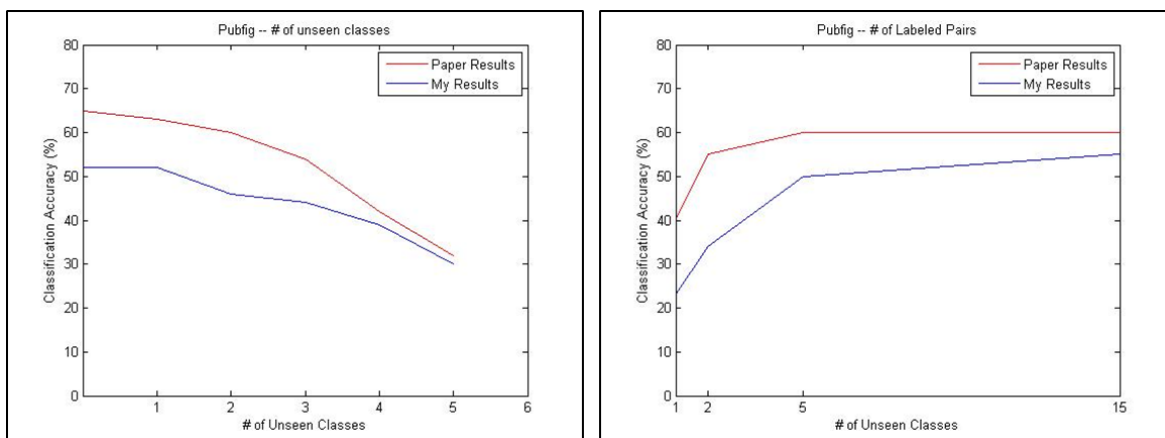 Pubfig -- # of unseen classes
80
70
60
50
40
30
20
10
0
Classification Accuracy (%)
Paper Results
My Results
1 2 3 4 5 6
# of Unseen Classes
Pubfig -- # of Labeled Pairs
80
70
60
50
40
30
20
10
0
Classification Accuracy (%)
Paper Results
My Results
1 2 5 15
# of Unseen Classes